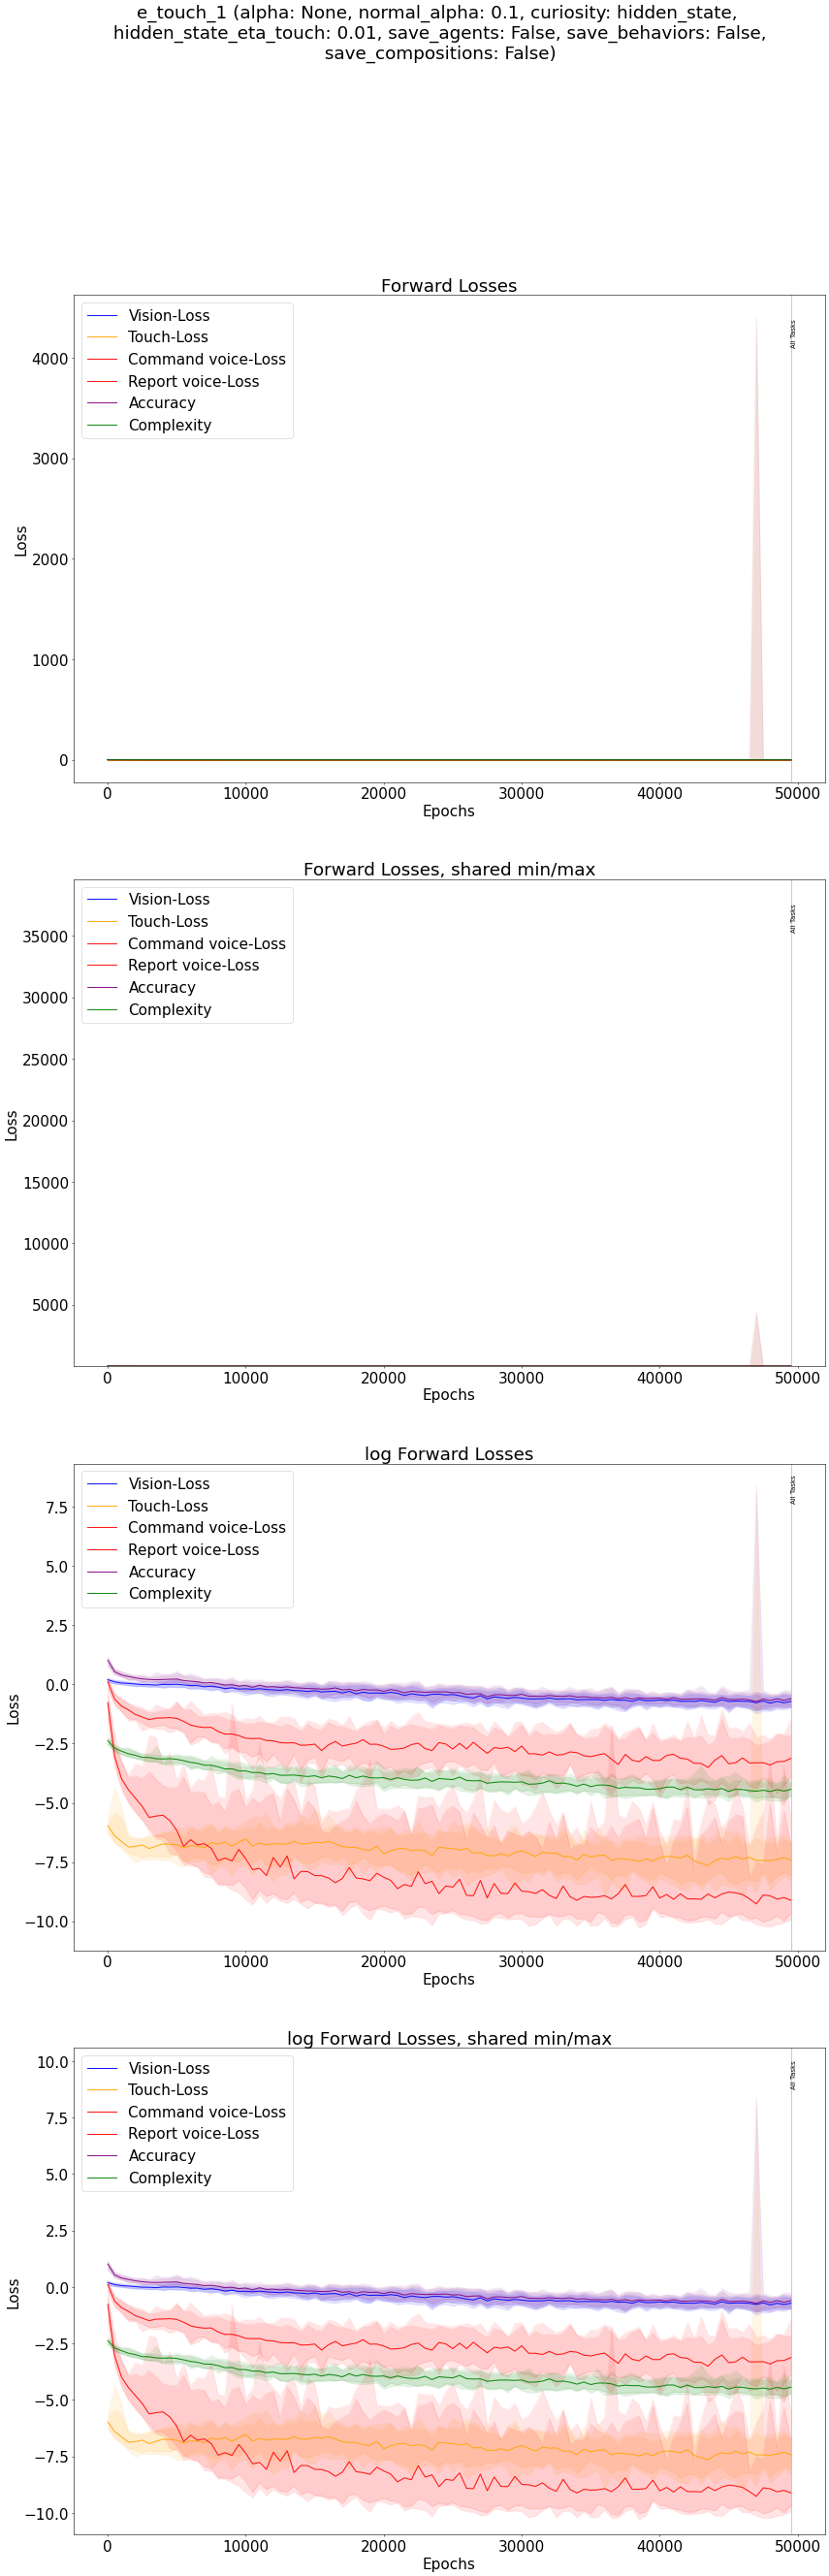 e_touch_1 (alpha: None, normal_alpha: 0.1, curiosity: hidden_state,
hidden_state_eta_touch: 0.01, save_agents: False, save_behaviors: False,
save_compositions: False)
Forward Losses
Vision-Loss
Touch-Loss
Command voice-Loss
Report voice-Loss
Accuracy
Complexity
All Tasks
4000
3000
2000
1000
0
Loss
0 10000 20000 30000 40000 50000
Epochs
Forward Losses, shared min/max
Vision-Loss
Touch-Loss
Command voice-Loss
Report voice-Loss
Accuracy
Complexity
All Tasks
35000
30000
25000
20000
15000
10000
5000
Loss
0 10000 20000 30000 40000 50000
Epochs
log Forward Losses
Vision-Loss
Touch-Loss
Command voice-Loss
Report voice-Loss
Accuracy
Complexity
All Tasks
7.5
5.0
2.5
0.0
−2.5
−5.0
−7.5
−10.0
Loss
0 10000 20000 30000 40000 50000
Epochs
log Forward Losses, shared min/max
Vision-Loss
Touch-Loss
Command voice-Loss
Report voice-Loss
Accuracy
Complexity
All Tasks
10.0
7.5
5.0
2.5
0.0
−2.5
−5.0
−7.5
−10.0
Loss
0 10000 20000 30000 40000 50000
Epochs